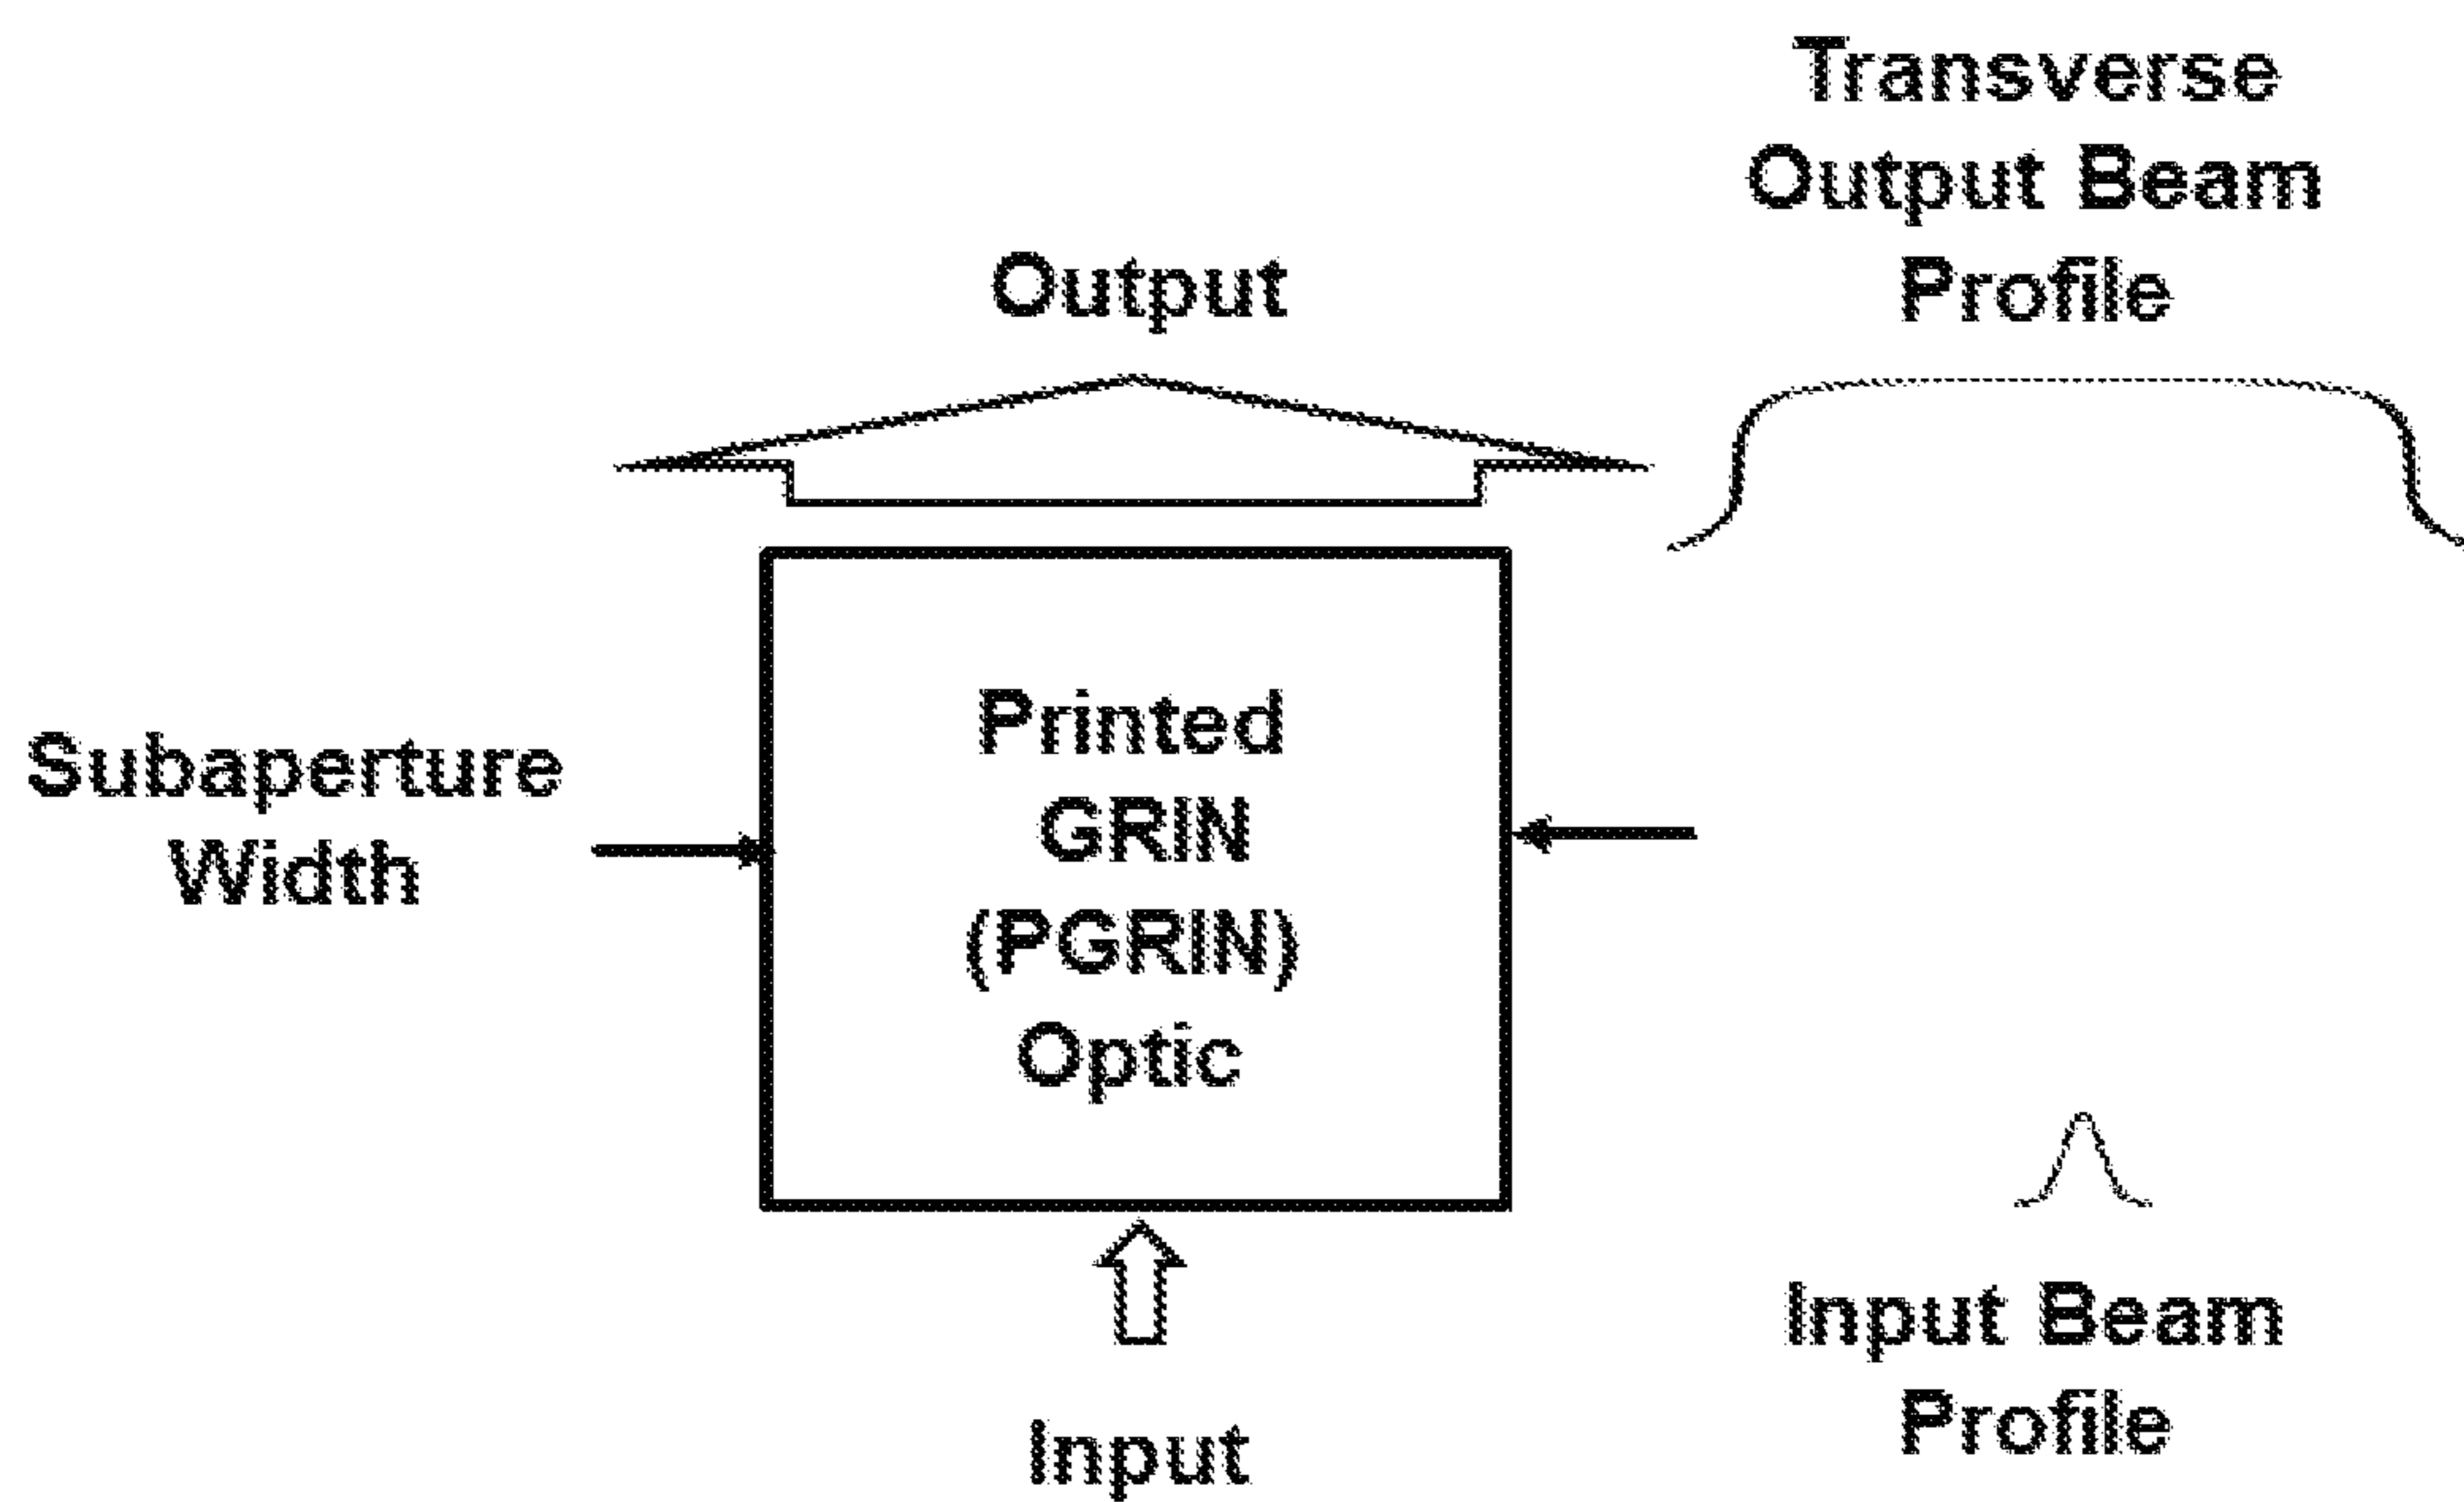 Transverse
Output Beam
Profile
Output
Subaperture
Width
Printed
GRIN
(PGRIN)
Optic
Input Beam
Profile
Input